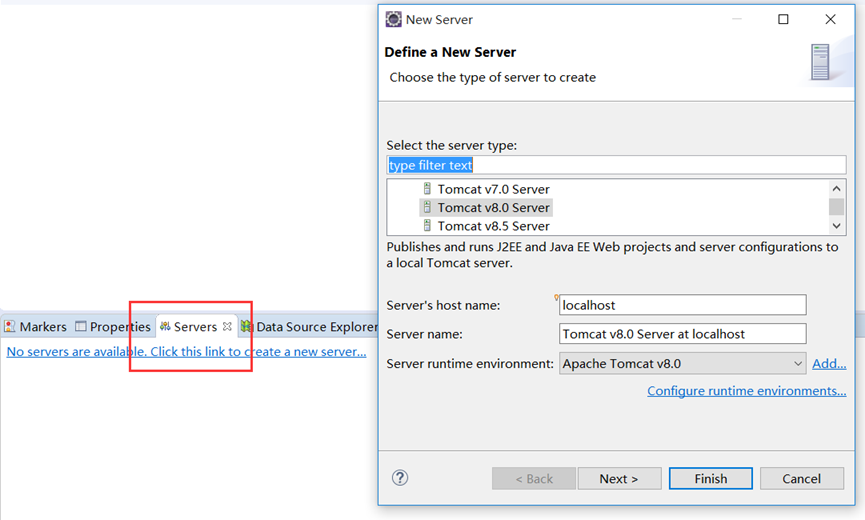 New Server
Define a New Server
Choose the type of server to create
Select the server type:
type filter text
Tomcat v7.0 Server
Tomcat v8.0 Server
Tomcat v8.5 Server
Publishes and runs J2EE and Java EE Web projects and server configurations to
a local Tomcat server.
Server's host name: localhost
Server name: Tomcat v8.0 Server at localhost
Server runtime environment: Apache Tomcat v8.0 Add...
Configure runtime environments...
? < Back Next > Finish Cancel
Markers Properties Servers Data Source Explorer
No servers are available. Click this link to create a new server...